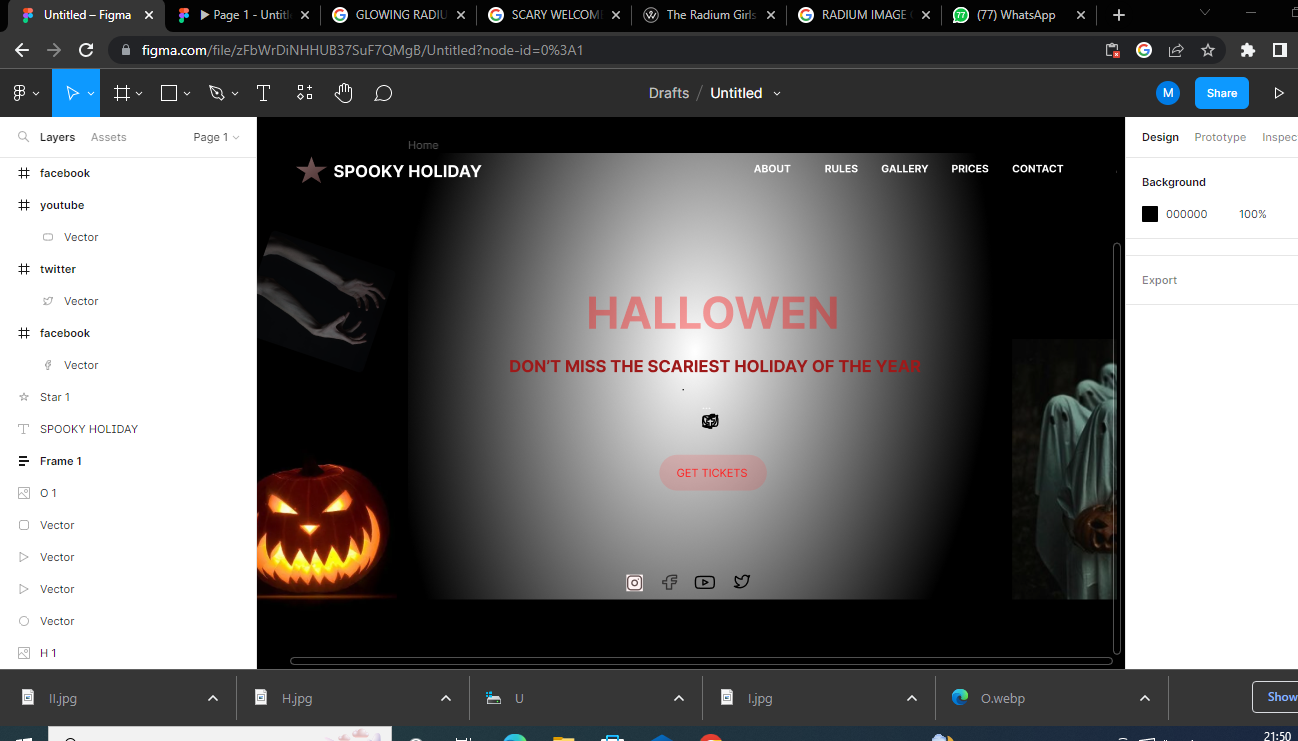 Untitled – Figma
Page 1 - Untitl
GLOWING RADIU
SCARY WELCOM
The Radium Girls
RADIUM IMAGE
(77) WhatsApp
figma.com/file/zFbWrDiNHHUB37SuF7QMgB/Untitled?node-id=0%3A1
Drafts / Untitled
M
Share
Layers
Assets
Page 1
Design
Prototype
Inspec
facebook
youtube
Vector
twitter
Vector
facebook
Vector
Star 1
SPOOKY HOLIDAY
Frame 1
O 1
Vector
Vector
Vector
Vector
H 1
Home
SPOOKY HOLIDAY
ABOUT
RULES
GALLERY
PRICES
CONTACT
HALLOWEN
DON'T MISS THE SCARIEST HOLIDAY OF THE YEAR
GET TICKETS
Background
000000
100%
Export
II.jpg
H.jpg
U
I.jpg
O.webp
Show
21:50